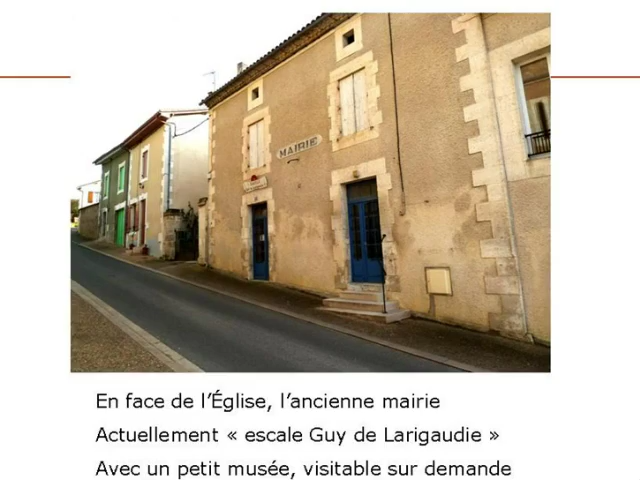 MAIRIE
En face de l’Église, l’ancienne mairie
Actuellement « escale Guy de Larigaudie »
Avec un petit musée, visitable sur demande